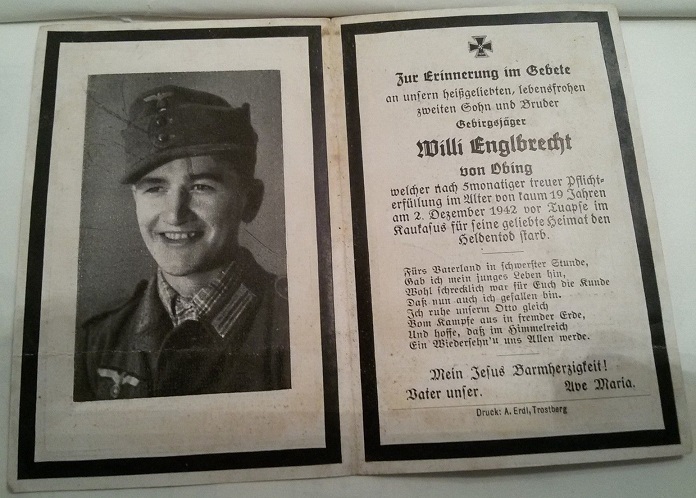 Zur Erinnerung im Gebete
an unsern heißgeliebten, lebensfrohen
zweiten Sohn und Bruder
Gebirgsjäger
Willi Englbrecht
von Obing
welcher nach 5monatiger treuer Pflicht-
erfüllung im Alter von kaum 19 Jahren
am 2. Dezember 1942 vor Tuapse im
Kaukasus für seine geliebte Heimat den
Heldentod starb.
Fürs Vaterland in schwerster Stunde,
Gab ich mein junges Leben hin,
Wohl schrecklich war für Euch die Kunde
Daß nun auch ich gefallen bin.
Ich ruhe unserm Otto gleich
Vom Kampfe aus in fremder Erde,
Und hoffe, daß im Himmelreich
Ein Wiedersehn'n uns Allen werde.
Mein Jesus Barmherzigkeit!
Vater unser. Ave Maria.
Druck: A. Erdl, Trostberg